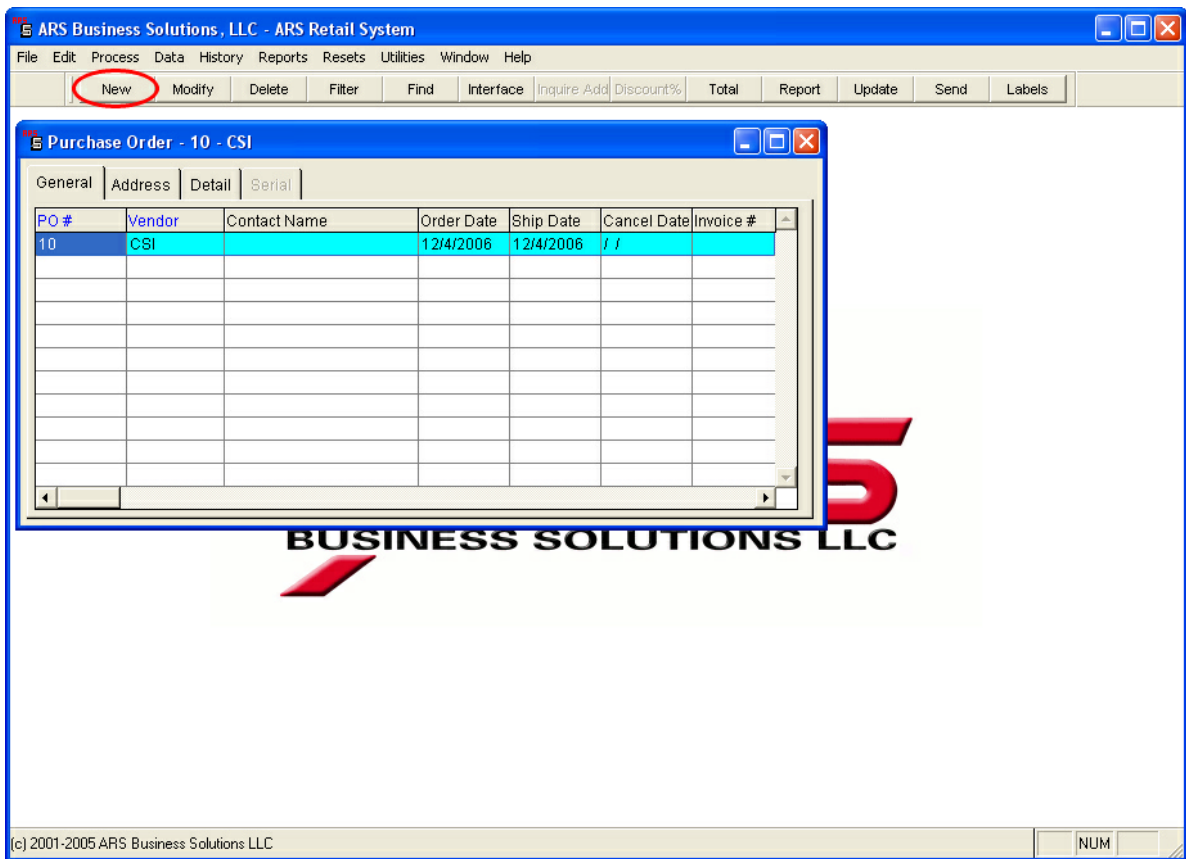 ARS Business Solutions, LLC - ARS Retail System
File Edit Process Data History Reports Resets Utilities Window Help
New Modify Delete Filter Find Interface Inquire Add Discount% Total Report Update Send Labels
Purchase Order - 10 - CSI
General Address Detail Serial
PO # Vendor Contact Name Order Date Ship Date Cancel Date Invoice #
10 CSI 12/4/2006 12/4/2006 / /
BUSINESS SOLUTIONS LLC
(c) 2001-2005 ARS Business Solutions LLC NUM